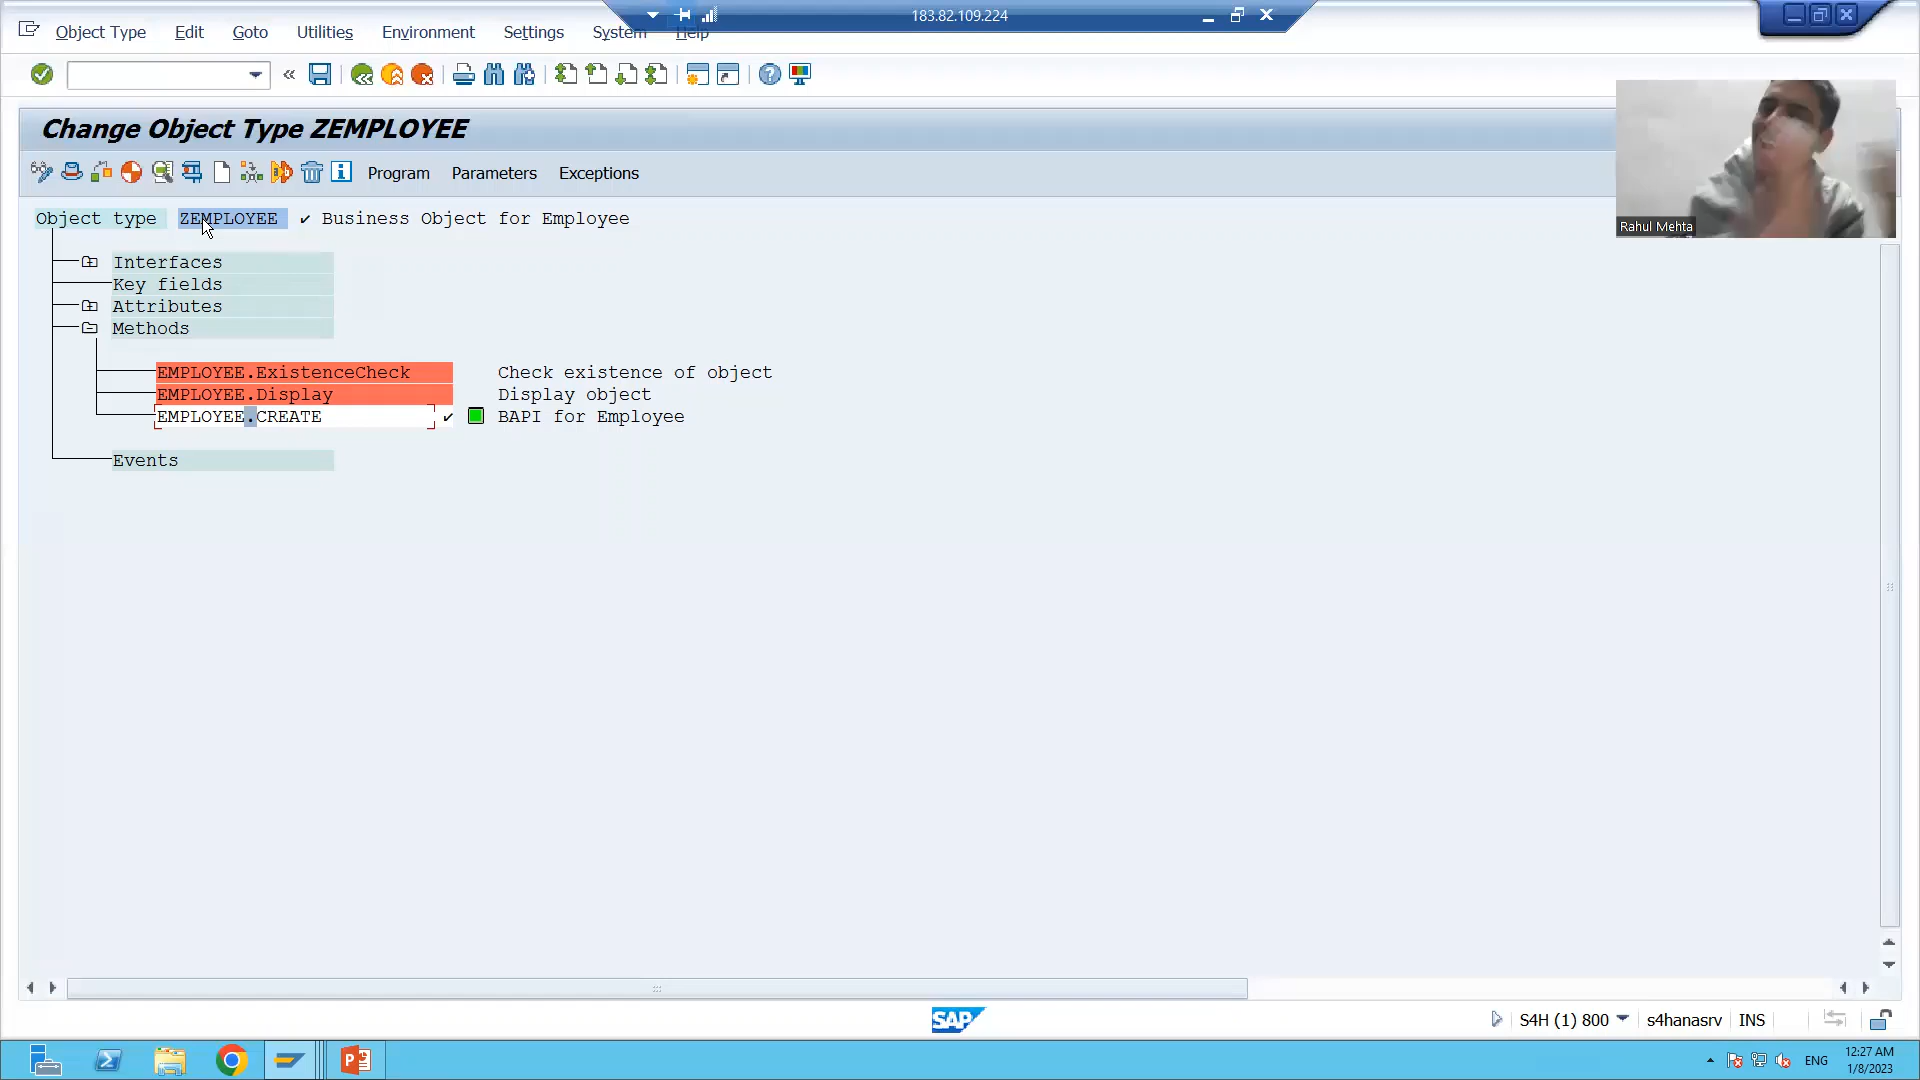 183.82.109.224
Object Type Edit Goto Utilities Environment Settings System Help
Change Object Type ZEMPLOYEE
Program Parameters Exceptions
Rahul Mehta
Object type ZEMPLOYEE ✔ Business Object for Employee
Interfaces
Key fields
Attributes
Methods
EMPLOYEE.ExistenceCheck Check existence of object
EMPLOYEE.Display Display object
EMPLOYEE.CREATE ✔ BAPI for Employee
Events
SAP
S4H (1) 800 s4hanasrv INS
ENG
12:27 AM
1/8/2023